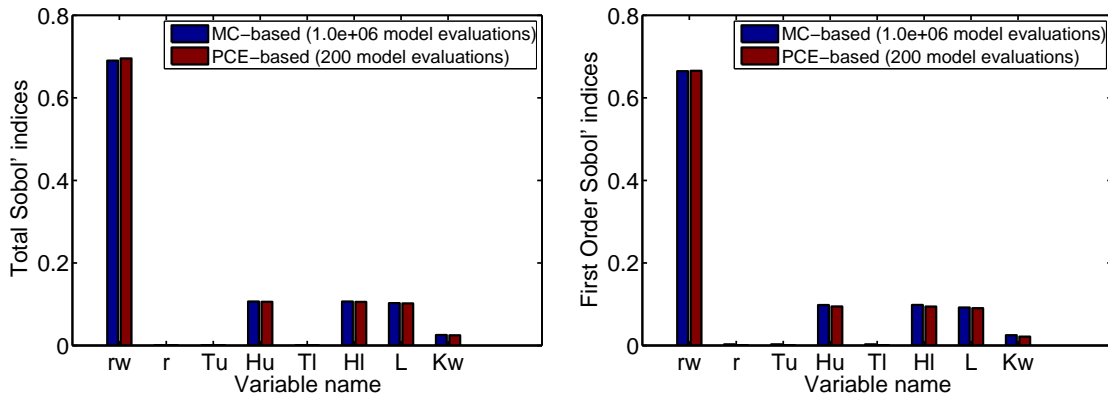 Total Sobol' indices
0.8
0.6
0.4
0.2
0
MC-based (1.0e+06 model evaluations)
PCE-based (200 model evaluations)
rw r Tu Hu Tl Hl L Kw
Variable name
First Order Sobol' indices
0.8
0.6
0.4
0.2
0
MC-based (1.0e+06 model evaluations)
PCE-based (200 model evaluations)
rw r Tu Hu Tl Hl L Kw
Variable name